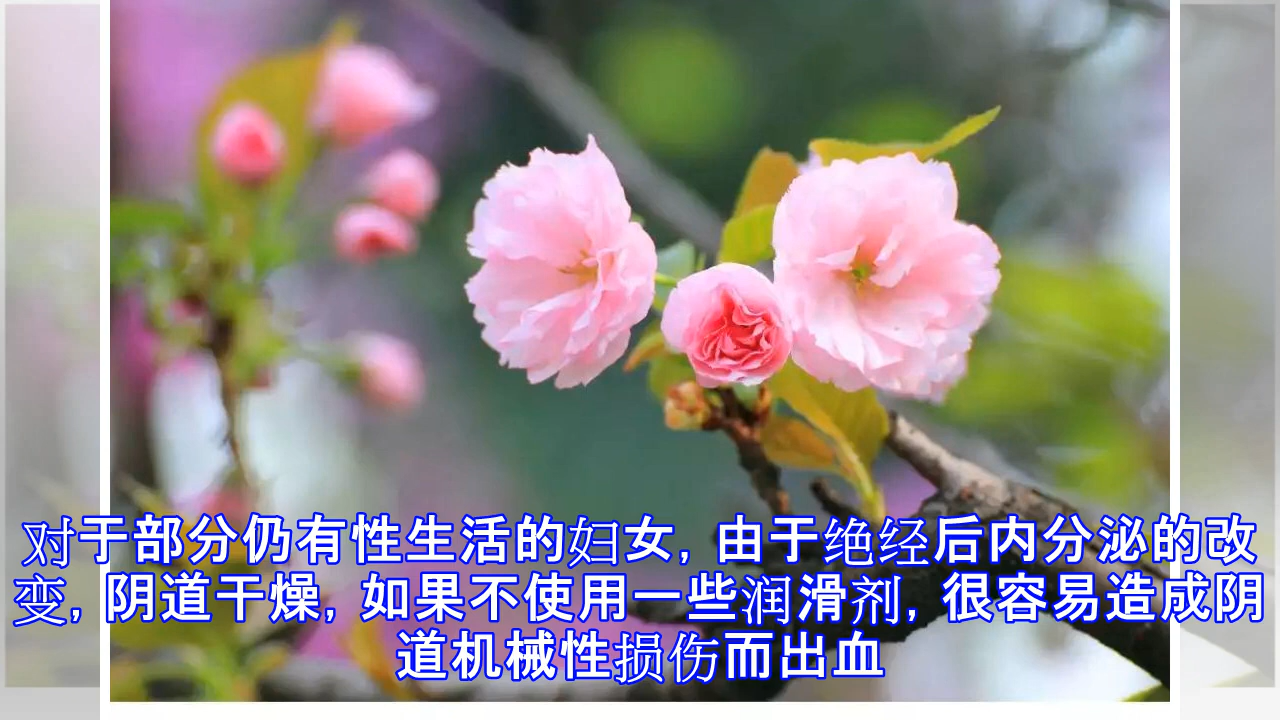 对于部分仍有性生活的妇女,由于绝经后内分泌的改
变,阴道干燥,如果不使用一些润滑剂,很容易造成阴
道机械性损伤而出血